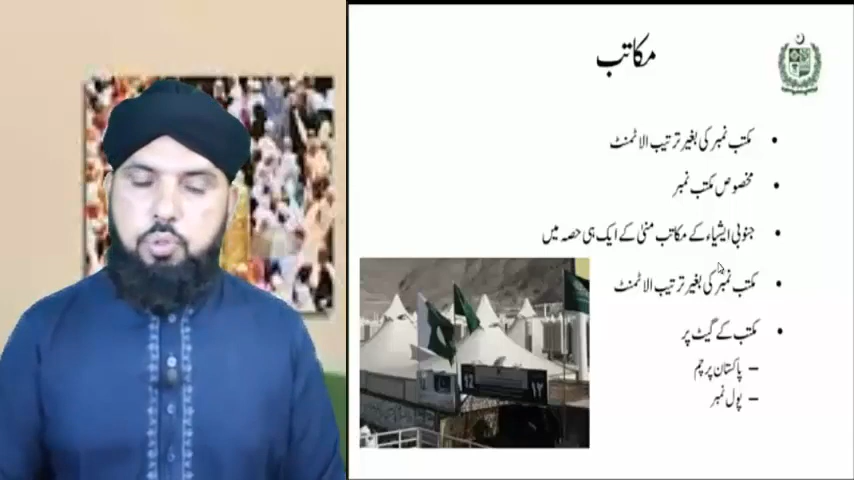 مکاتب
مکتب نمبر کی بغیر ترتیب الاٹمنٹ
مخصوص مکتب نمبر
جنوبی ایشیاء کے مکاتب منیٰ کے ایک ہی حصہ میں
مکتب نمبر کی بغیر ترتیب الاٹمنٹ
مکتب کے گیٹ پر
– پاکستان پرچم
– پول نمبر
12 ١٢